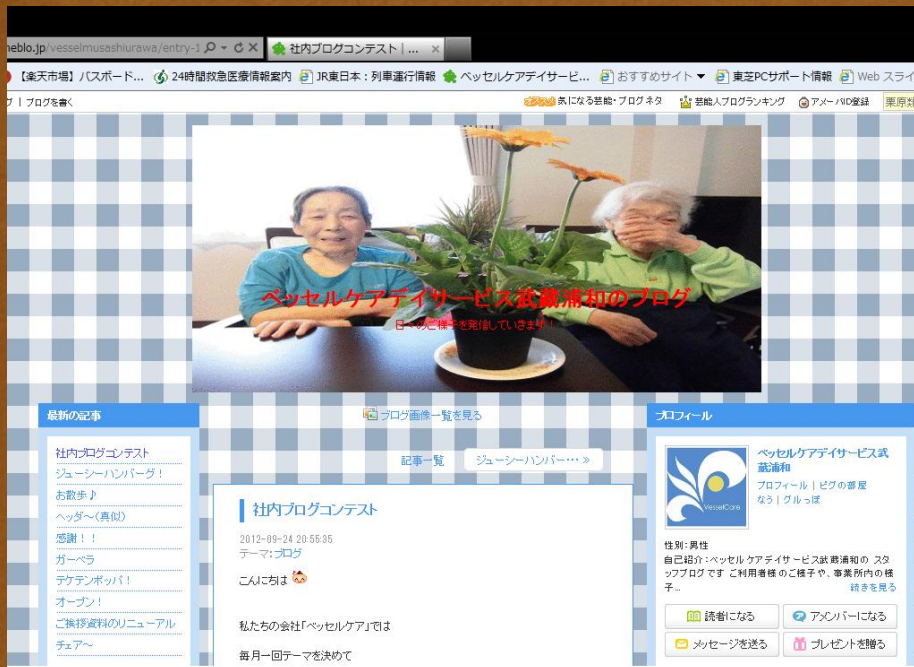 neblo.jp/vesselmusashiurawa/entry-1
社内ブログコンテスト | ...
【楽天市場】パスポード...
24時間救急医療情報案内
JR東日本:列車運行情報
ベッセルケアデイサービ...
おすすめサイト
東芝PCサポート情報
Web スライ
ブログを書く
気になる芸能・ブログネタ
芸能人ブログランキング
アメーバID登録
栗原類
ベッセルケアデイサービス武蔵浦和のブログ
日々のご様子を発信していきます!
最新の記事
社内ブログコンテスト
ジューシーハンバーグ!
お散歩♪
ヘッダ~(真似)
感謝!!
ガーベラ
テケテンポッパ!
オープン!
ご挨拶資料のリニューアル
チェア~
ブログ画像一覧を見る
記事一覧
ジューシーハンバー… »
社内ブログコンテスト
2012-09-24 20:55:35
テーマ:ブログ
こんにちは
私たちの会社「ベッセルケア」では
毎月一回テーマを決めて
プロフィール
VesselCare
ベッセルケアデイサービス武
蔵浦和
プロフィール | ピグの部屋
なう | グルっぽ
性別:男性
自己紹介:ベッセルケアデイサービス武蔵浦和の スタ
ッフブログです ご利用者様のご様子や、事業所内の様
子...
続きを見る
読者になる
アメンバーになる
メッセージを送る
プレゼントを贈る